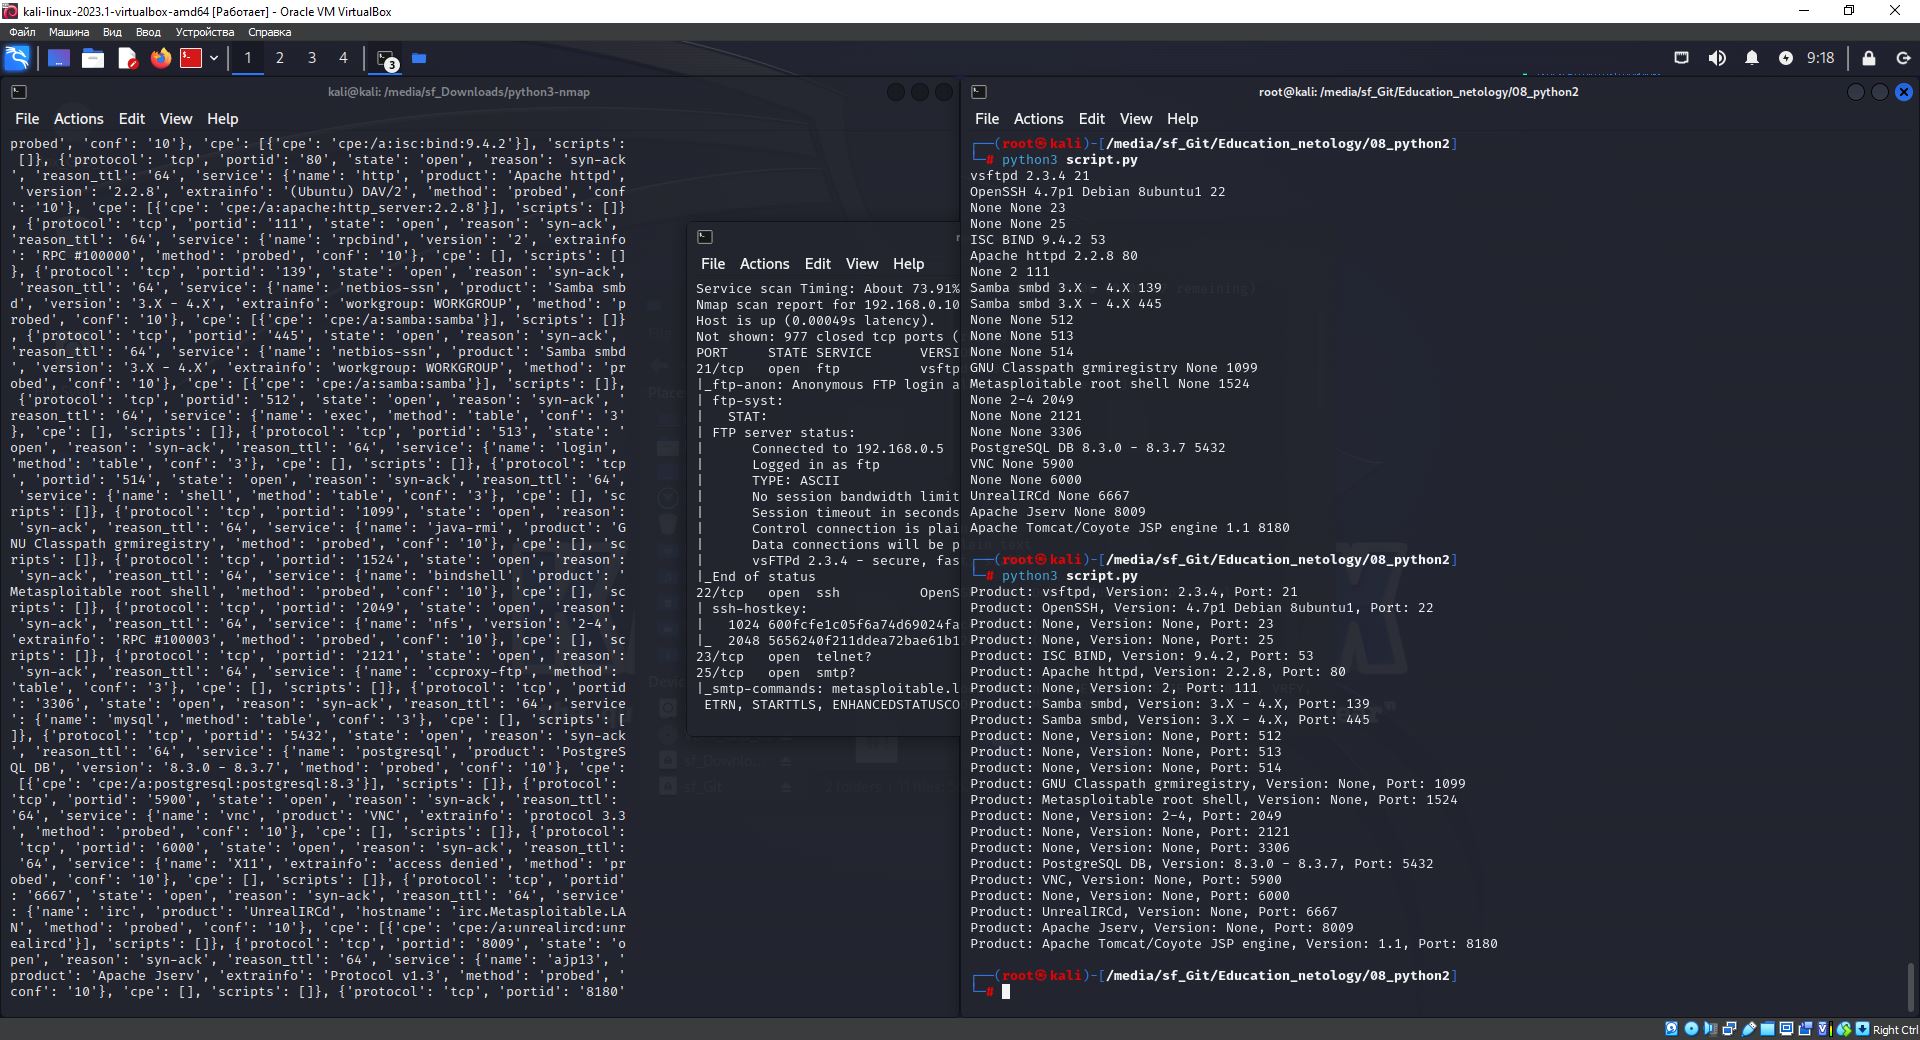 kali-linux-2023.1-virtualbox-amd64 [Работает] - Oracle VM VirtualBox
Файл Машина Вид Ввод Устройства Справка
1 2 3 4 3 9:18
kali@kali: /media/sf_Downloads/python3-nmap
File Actions Edit View Help
probed', 'conf': '10'}, 'cpe': [{'cpe': 'cpe:/a:isc:bind:9.4.2'}], 'scripts':
[]}, {'protocol': 'tcp', 'portid': '80', 'state': 'open', 'reason': 'syn-ack
', 'reason_ttl': '64', 'service': {'name': 'http', 'product': 'Apache httpd',
'version': '2.2.8', 'extrainfo': '(Ubuntu) DAV/2', 'method': 'probed', 'conf
': '10'}, 'cpe': [{'cpe': 'cpe:/a:apache:http_server:2.2.8'}], 'scripts': []}
, {'protocol': 'tcp', 'portid': '111', 'state': 'open', 'reason': 'syn-ack',
'reason_ttl': '64', 'service': {'name': 'rpcbind', 'version': '2', 'extrainfo
': 'RPC #100000', 'method': 'probed', 'conf': '10'}, 'cpe': [], 'scripts': []
}, {'protocol': 'tcp', 'portid': '139', 'state': 'open', 'reason': 'syn-ack',
'reason_ttl': '64', 'service': {'name': 'netbios-ssn', 'product': 'Samba smb
d', 'version': '3.X - 4.X', 'extrainfo': 'workgroup: WORKGROUP', 'method': 'p
robed', 'conf': '10'}, 'cpe': [{'cpe': 'cpe:/a:samba:samba'}], 'scripts': []}
, {'protocol': 'tcp', 'portid': '445', 'state': 'open', 'reason': 'syn-ack',
'reason_ttl': '64', 'service': {'name': 'netbios-ssn', 'product': 'Samba smbd
', 'version': '3.X - 4.X', 'extrainfo': 'workgroup: WORKGROUP', 'method': 'pr
obed', 'conf': '10'}, 'cpe': [{'cpe': 'cpe:/a:samba:samba'}], 'scripts': []},
{'protocol': 'tcp', 'portid': '512', 'state': 'open', 'reason': 'syn-ack', '
reason_ttl': '64', 'service': {'name': 'exec', 'method': 'table', 'conf': '3'
}, 'cpe': [], 'scripts': []}, {'protocol': 'tcp', 'portid': '513', 'state': '
open', 'reason': 'syn-ack', 'reason_ttl': '64', 'service': {'name': 'login',
'method': 'table', 'conf': '3'}, 'cpe': [], 'scripts': []}, {'protocol': 'tcp
', 'portid': '514', 'state': 'open', 'reason': 'syn-ack', 'reason_ttl': '64',
'service': {'name': 'shell', 'method': 'table', 'conf': '3'}, 'cpe': [], 'sc
ripts': []}, {'protocol': 'tcp', 'portid': '1099', 'state': 'open', 'reason':
'syn-ack', 'reason_ttl': '64', 'service': {'name': 'java-rmi', 'product': 'G
NU Classpath grmiregistry', 'method': 'probed', 'conf': '10'}, 'cpe': [], 'sc
ripts': []}, {'protocol': 'tcp', 'portid': '1524', 'state': 'open', 'reason':
'syn-ack', 'reason_ttl': '64', 'service': {'name': 'bindshell', 'product': '
Metasploitable root shell', 'method': 'probed', 'conf': '10'}, 'cpe': [], 'sc
ripts': []}, {'protocol': 'tcp', 'portid': '2049', 'state': 'open', 'reason':
'syn-ack', 'reason_ttl': '64', 'service': {'name': 'nfs', 'version': '2-4',
'extrainfo': 'RPC #100003', 'method': 'probed', 'conf': '10'}, 'cpe': [], 'sc
ripts': []}, {'protocol': 'tcp', 'portid': '2121', 'state': 'open', 'reason':
'syn-ack', 'reason_ttl': '64', 'service': {'name': 'ccproxy-ftp', 'method': '
table', 'conf': '3'}, 'cpe': [], 'scripts': []}, {'protocol': 'tcp', 'portid
': '3306', 'state': 'open', 'reason': 'syn-ack', 'reason_ttl': '64', 'service
': {'name': 'mysql', 'method': 'table', 'conf': '3'}, 'cpe': [], 'scripts': [
]}, {'protocol': 'tcp', 'portid': '5432', 'state': 'open', 'reason': 'syn-ack
', 'reason_ttl': '64', 'service': {'name': 'postgresql', 'product': 'PostgreS
QL DB', 'version': '8.3.0 - 8.3.7', 'method': 'probed', 'conf': '10'}, 'cpe':
[{'cpe': 'cpe:/a:postgresql:postgresql:8.3'}], 'scripts': []}, {'protocol':
'tcp', 'portid': '5900', 'state': 'open', 'reason': 'syn-ack', 'reason_ttl':
'64', 'service': {'name': 'vnc', 'product': 'VNC', 'extrainfo': 'protocol 3.3
', 'method': 'probed', 'conf': '10'}, 'cpe': [], 'scripts': []}, {'protocol':
'tcp', 'portid': '6000', 'state': 'open', 'reason': 'syn-ack', 'reason_ttl':
'64', 'service': {'name': 'X11', 'extrainfo': 'access denied', 'method': 'pr
obed', 'conf': '10'}, 'cpe': [], 'scripts': []}, {'protocol': 'tcp', 'portid'
: '6667', 'state': 'open', 'reason': 'syn-ack', 'reason_ttl': '64', 'service'
: {'name': 'irc', 'product': 'UnrealIRCd', 'hostname': 'irc.Metasploitable.LA
N', 'method': 'probed', 'conf': '10'}, 'cpe': [{'cpe': 'cpe:/a:unrealircd:unr
ealircd'}], 'scripts': []}, {'protocol': 'tcp', 'portid': '8009', 'state': 'o
pen', 'reason': 'syn-ack', 'reason_ttl': '64', 'service': {'name': 'ajp13', '
product': 'Apache Jserv', 'extrainfo': 'Protocol v1.3', 'method': 'probed', '
conf': '10'}, 'cpe': [], 'scripts': []}, {'protocol': 'tcp', 'portid': '8180'
File Actions Edit View Help
Service scan Timing: About 73.91%
Nmap scan report for 192.168.0.10
Host is up (0.00049s latency).
Not shown: 977 closed tcp ports (
PORT STATE SERVICE VERSI
21/tcp open ftp vsftp
|_ftp-anon: Anonymous FTP login a
| ftp-syst:
| STAT:
| FTP server status:
| Connected to 192.168.0.5
| Logged in as ftp
| TYPE: ASCII
| No session bandwidth limit
| Session timeout in seconds
| Control connection is plai
| Data connections will be plain text
| vsFTPd 2.3.4 - secure, fas
|_End of status
22/tcp open ssh OpenS
| ssh-hostkey:
| 1024 600fcfe1c05f6a74d69024fa
|_ 2048 5656240f211ddea72bae61b1
23/tcp open telnet?
25/tcp open smtp?
|_smtp-commands: metasploitable.l
ETRN, STARTTLS, ENHANCEDSTATUSCO
root@kali: /media/sf_Git/Education_netology/08_python2
File Actions Edit View Help
┌──(root㉿kali)-[/media/sf_Git/Education_netology/08_python2]
└─# python3 script.py
vsftpd 2.3.4 21
OpenSSH 4.7p1 Debian 8ubuntu1 22
None None 23
None None 25
ISC BIND 9.4.2 53
Apache httpd 2.2.8 80
None 2 111
Samba smbd 3.X - 4.X 139
Samba smbd 3.X - 4.X 445
None None 512
None None 513
None None 514
GNU Classpath grmiregistry None 1099
Metasploitable root shell None 1524
None 2-4 2049
None None 2121
None None 3306
PostgreSQL DB 8.3.0 - 8.3.7 5432
VNC None 5900
None None 6000
UnrealIRCd None 6667
Apache Jserv None 8009
Apache Tomcat/Coyote JSP engine 1.1 8180
┌──(root㉿kali)-[/media/sf_Git/Education_netology/08_python2]
└─# python3 script.py
Product: vsftpd, Version: 2.3.4, Port: 21
Product: OpenSSH, Version: 4.7p1 Debian 8ubuntu1, Port: 22
Product: None, Version: None, Port: 23
Product: None, Version: None, Port: 25
Product: ISC BIND, Version: 9.4.2, Port: 53
Product: Apache httpd, Version: 2.2.8, Port: 80
Product: None, Version: 2, Port: 111
Product: Samba smbd, Version: 3.X - 4.X, Port: 139
Product: Samba smbd, Version: 3.X - 4.X, Port: 445
Product: None, Version: None, Port: 512
Product: None, Version: None, Port: 513
Product: None, Version: None, Port: 514
Product: GNU Classpath grmiregistry, Version: None, Port: 1099
Product: Metasploitable root shell, Version: None, Port: 1524
Product: None, Version: 2-4, Port: 2049
Product: None, Version: None, Port: 2121
Product: None, Version: None, Port: 3306
Product: PostgreSQL DB, Version: 8.3.0 - 8.3.7, Port: 5432
Product: VNC, Version: None, Port: 5900
Product: None, Version: None, Port: 6000
Product: UnrealIRCd, Version: None, Port: 6667
Product: Apache Jserv, Version: None, Port: 8009
Product: Apache Tomcat/Coyote JSP engine, Version: 1.1, Port: 8180
┌──(root㉿kali)-[/media/sf_Git/Education_netology/08_python2]
└─#
Right Ctrl